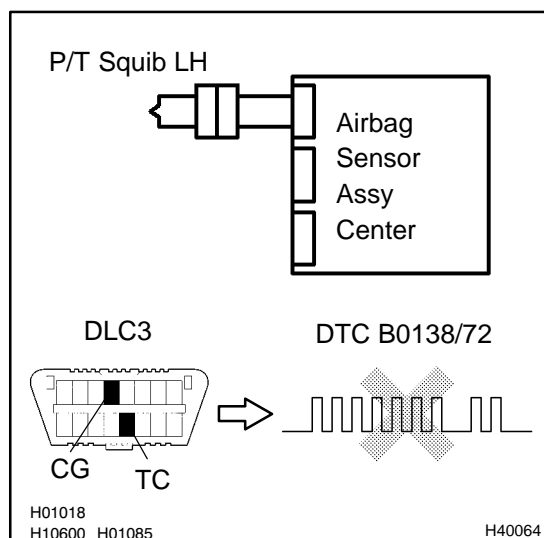 P/T Squib LH
Airbag
Sensor
Assy
Center
DLC3
DTC B0138/72
CG
TC
H01018
H10600 H01085
H40064